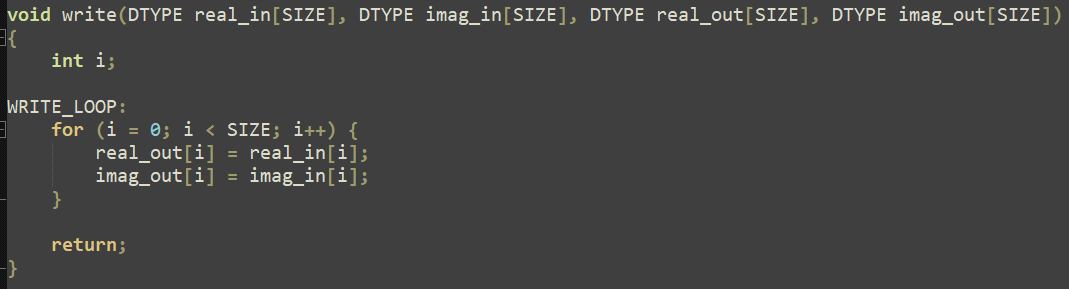 void write(DTYPE real_in[SIZE], DTYPE imag_in[SIZE], DTYPE real_out[SIZE], DTYPE imag_out[SIZE])
{
    int i;

WRITE_LOOP:
    for (i = 0; i < SIZE; i++) {
        real_out[i] = real_in[i];
        imag_out[i] = imag_in[i];
    }

    return;
}